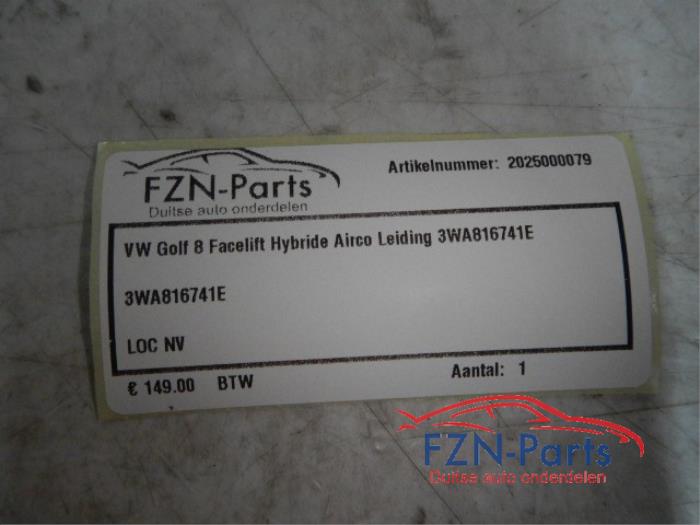 FZN-Parts
Duitse auto onderdelen
Artikelnummer: 2025000079
VW Golf 8 Facelift Hybride Airco Leiding 3WA816741E
3WA816741E
LOC NV
€ 149.00 BTW
Aantal: 1
FZN-Parts
Duitse auto onderdelen